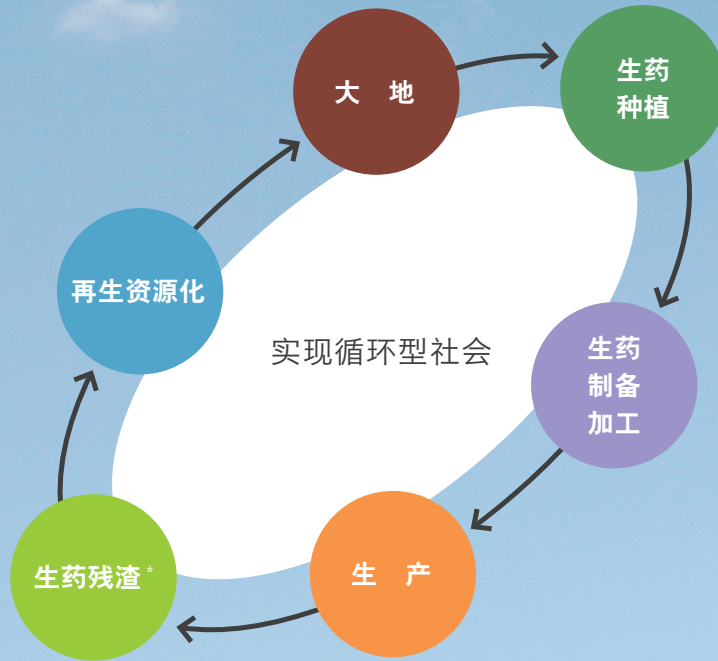 大 地
生药
种植
再生资源化
实现循环型社会
生药
制备
加工
生药残渣*
生 产